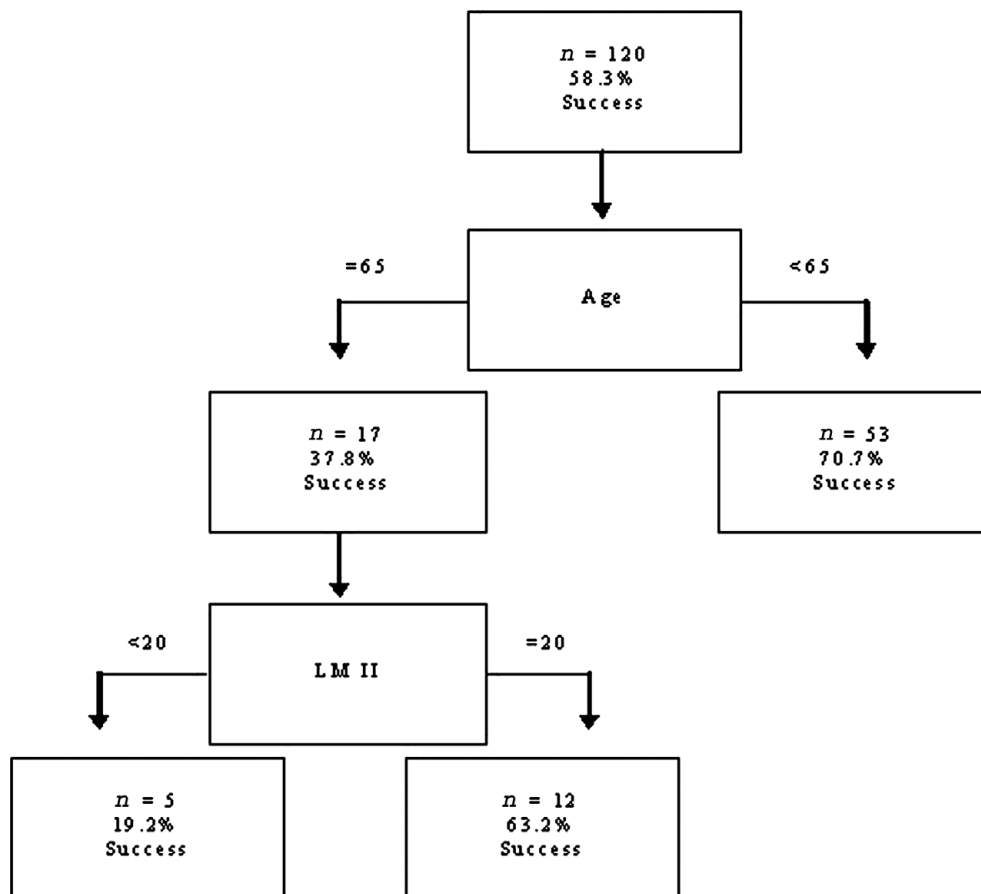 n = 120
58.3%
Success
=65
<65
Age
n = 17
37.8%
Success
n = 53
70.7%
Success
<20
=20
LM II
n = 5
19.2%
Success
n = 12
63.2%
Success